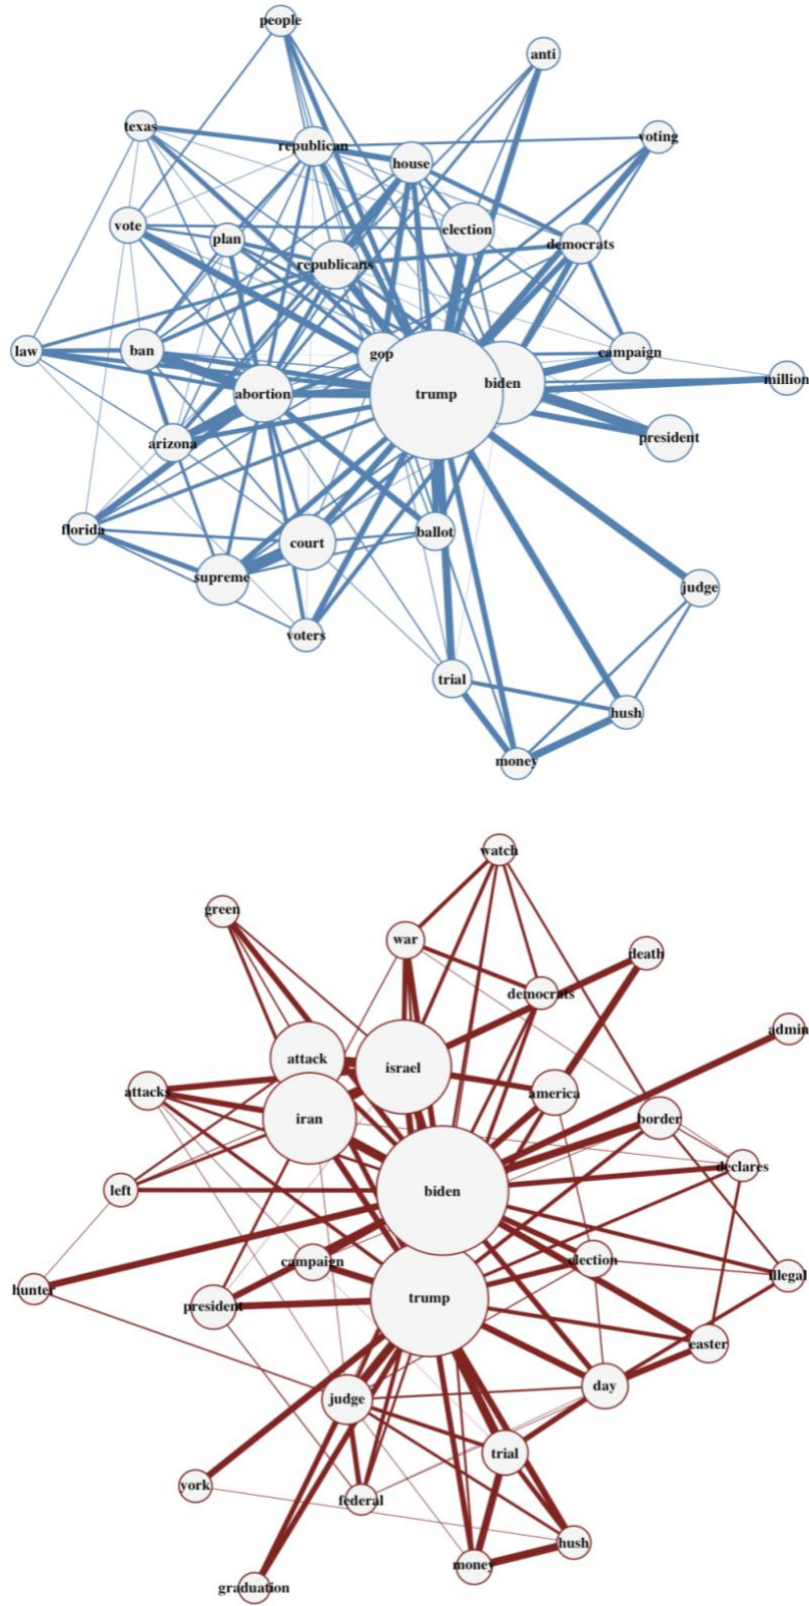 people
anti
texas
voting
republican
house
vote
election
plan
democrats
republicans
law
ban
gop
campaign
million
abortion
trump
biden
president
arizona
florida
court
ballot
supreme
judge
voters
trial
hush
money
watch
green
war
death
democrats
admin
attack
israel
attacks
america
iran
border
declares
left
biden
campaign
election
illegal
hunter
president
trump
easter
judge
day
trial
york
federal
hush
money
graduation